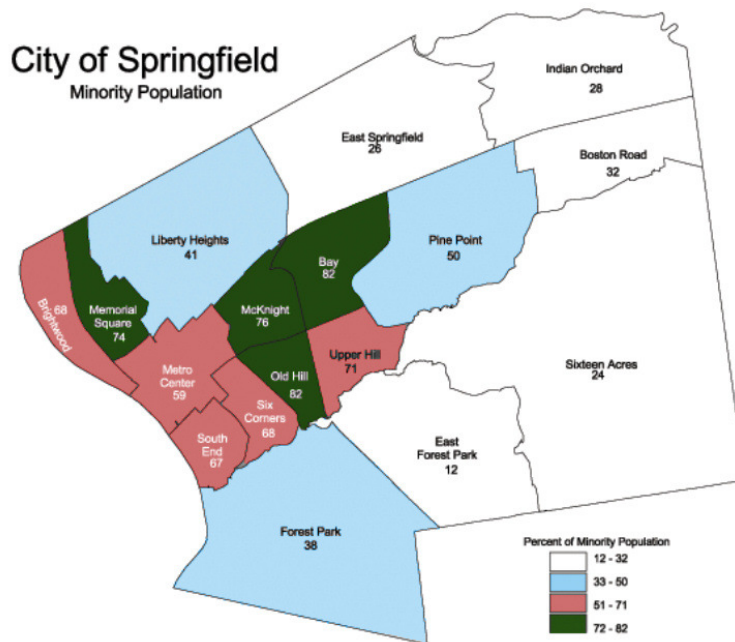 City of Springfield
Minority Population
Indian Orchard
28
East Springfield
26
Boston Road
32
Liberty Heights
41
Pine Point
50
Bay
82
68
Brightwood
Memorial
Square
74
McKnight
76
Upper Hill
71
Sixteen Acres
24
Metro
Center
59
Old Hill
82
Six
Corners
68
South
End
67
East
Forest Park
12
Forest Park
38
Percent of Minority Population
12 - 32
33 - 50
51 - 71
72 - 82